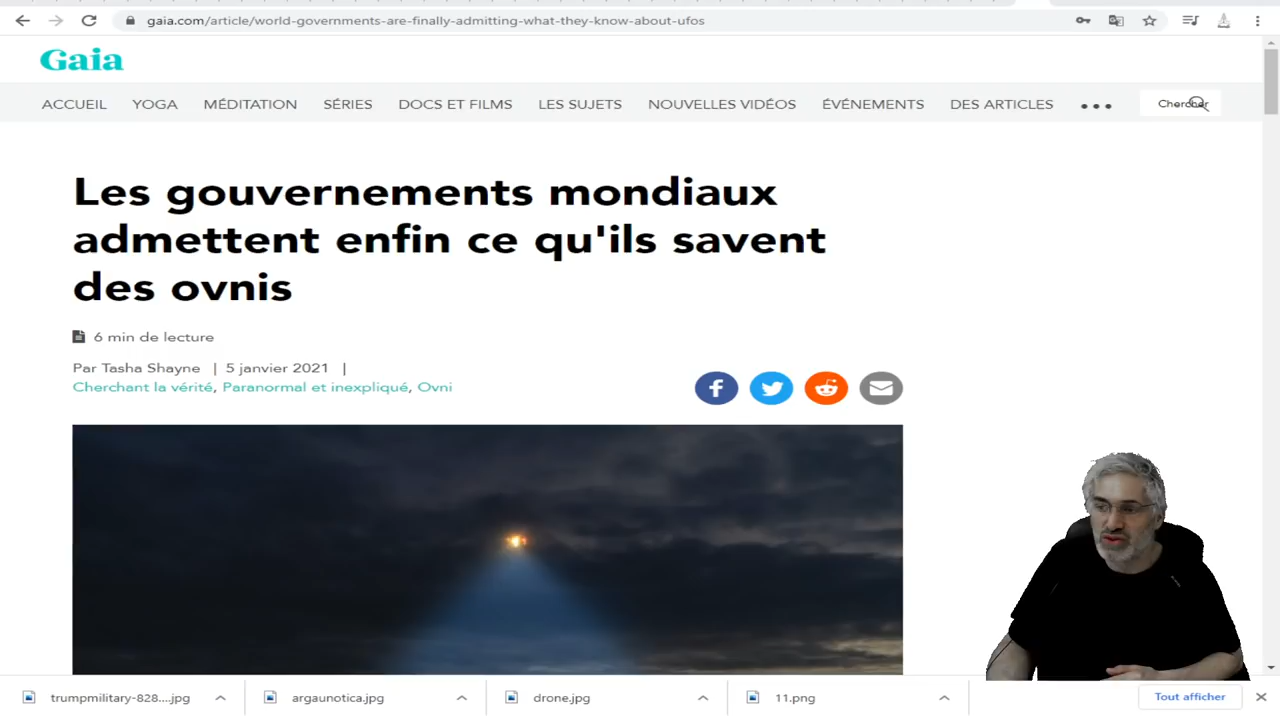 gaia.com/article/world-governments-are-finally-admitting-what-they-know-about-ufos
Gaia
ACCUEIL YOGA MÉDITATION SÉRIES DOCS ET FILMS LES SUJETS NOUVELLES VIDÉOS ÉVÉNEMENTS DES ARTICLES ••• Chercher
Les gouvernements mondiaux
admettent enfin ce qu'ils savent
des ovnis
6 min de lecture
Par Tasha Shayne | 5 janvier 2021 |
Cherchant la vérité, Paranormal et inexpliqué, Ovni
trumpmilitary-828....jpg argaunotica.jpg drone.jpg 11.png Tout afficher